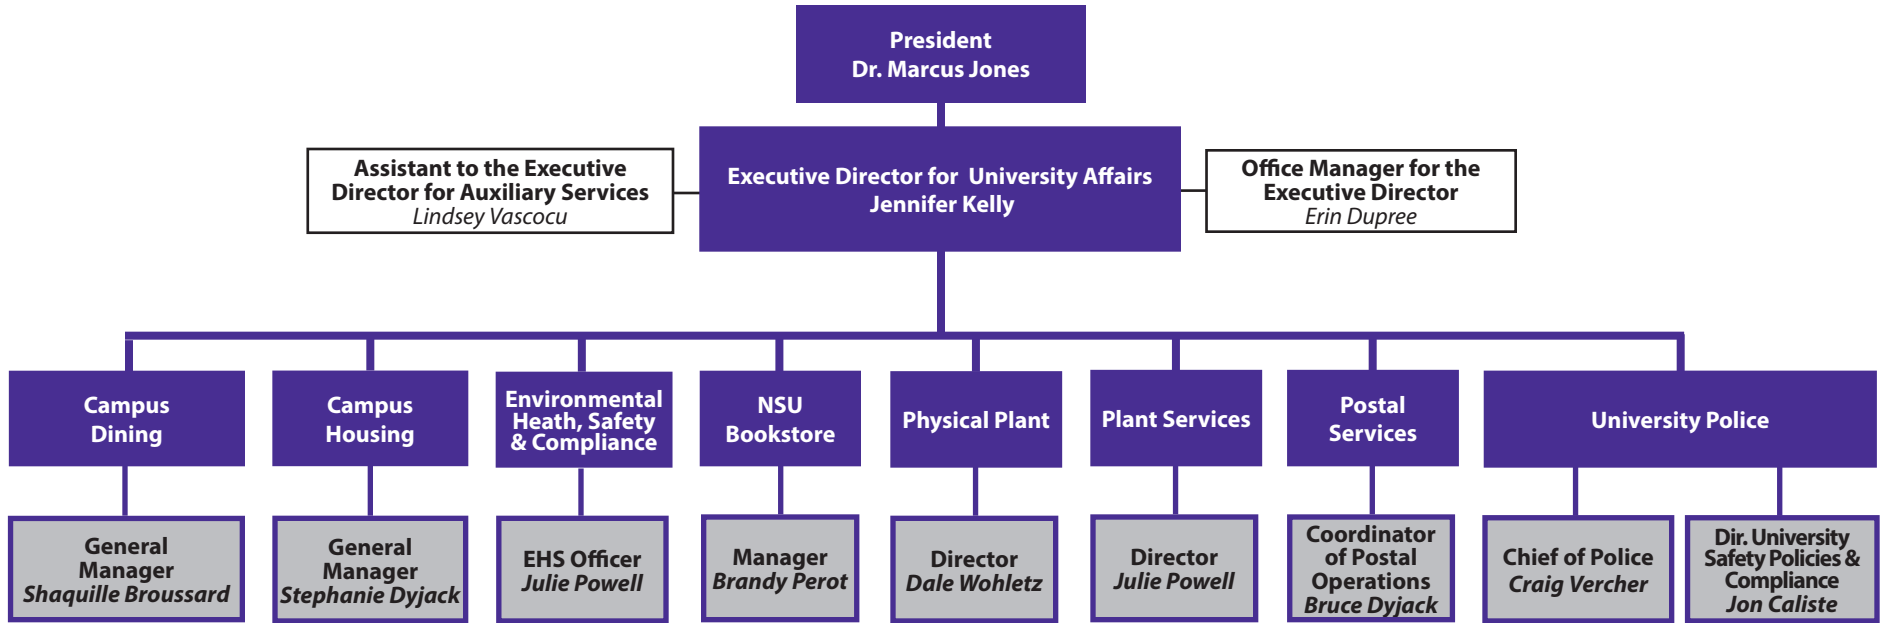 President
Dr. Marcus Jones
Assistant to the Executive
Director for Auxiliary Services
Lindsey Vascocu
Executive Director for University Affairs
Jennifer Kelly
Office Manager for the
Executive Director
Erin Dupree
Campus
Dining
Campus
Housing
Environmental
Heath, Safety
& Compliance
NSU
Bookstore
Physical Plant
Plant Services
Postal
Services
University Police
General
Manager
Shaquille Broussard
General
Manager
Stephanie Dyjack
EHS Officer
Julie Powell
Manager
Brandy Perot
Director
Dale Wohletz
Director
Julie Powell
Coordinator
of Postal
Operations
Bruce Dyjack
Chief of Police
Craig Vercher
Dir. University
Safety Policies &
Compliance
Jon Caliste